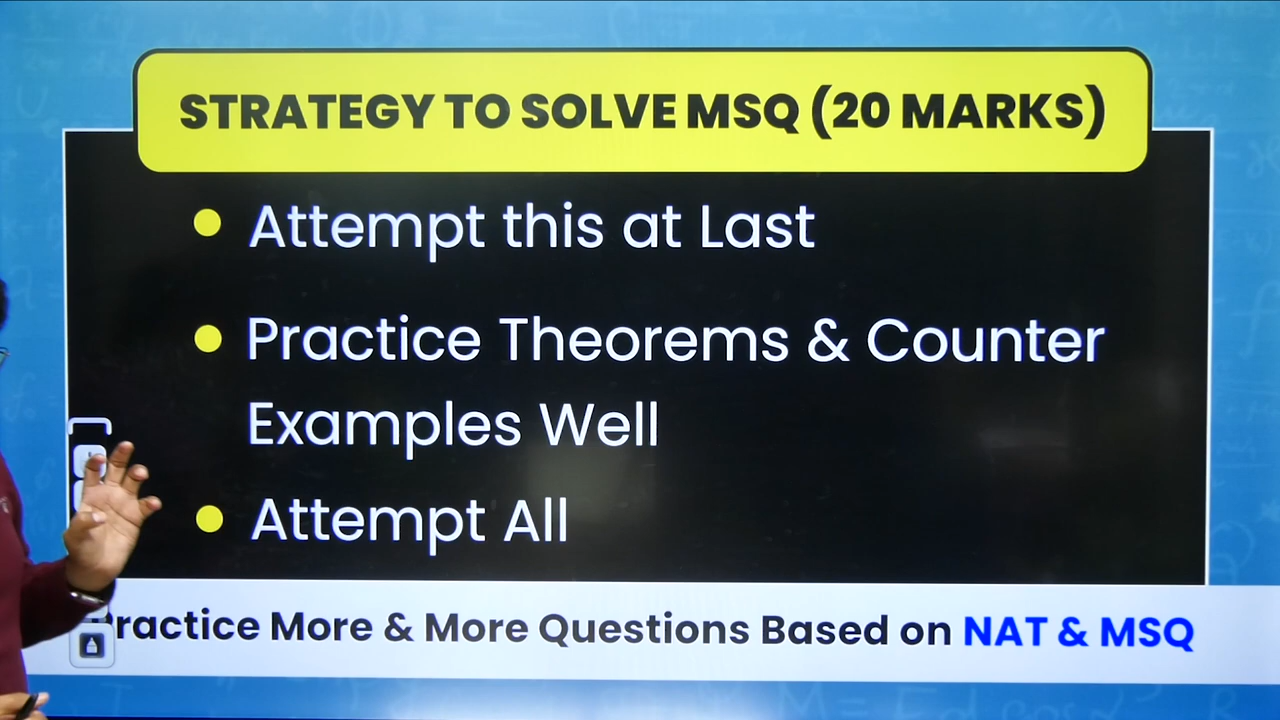 STRATEGY TO SOLVE MSQ (20 MARKS)
Attempt this at Last
Practice Theorems & Counter
Examples Well
Attempt All
Practice More & More Questions Based on NAT & MSQ